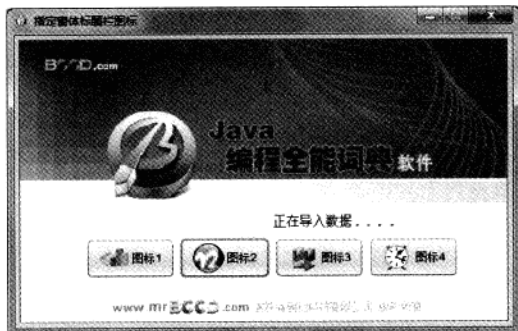 指定窗体标题栏图标
BCCD.com
Java
编程全能词典 软件
正在导入数据....
图标1 图标2 图标3 图标4
www mrBCCD.com